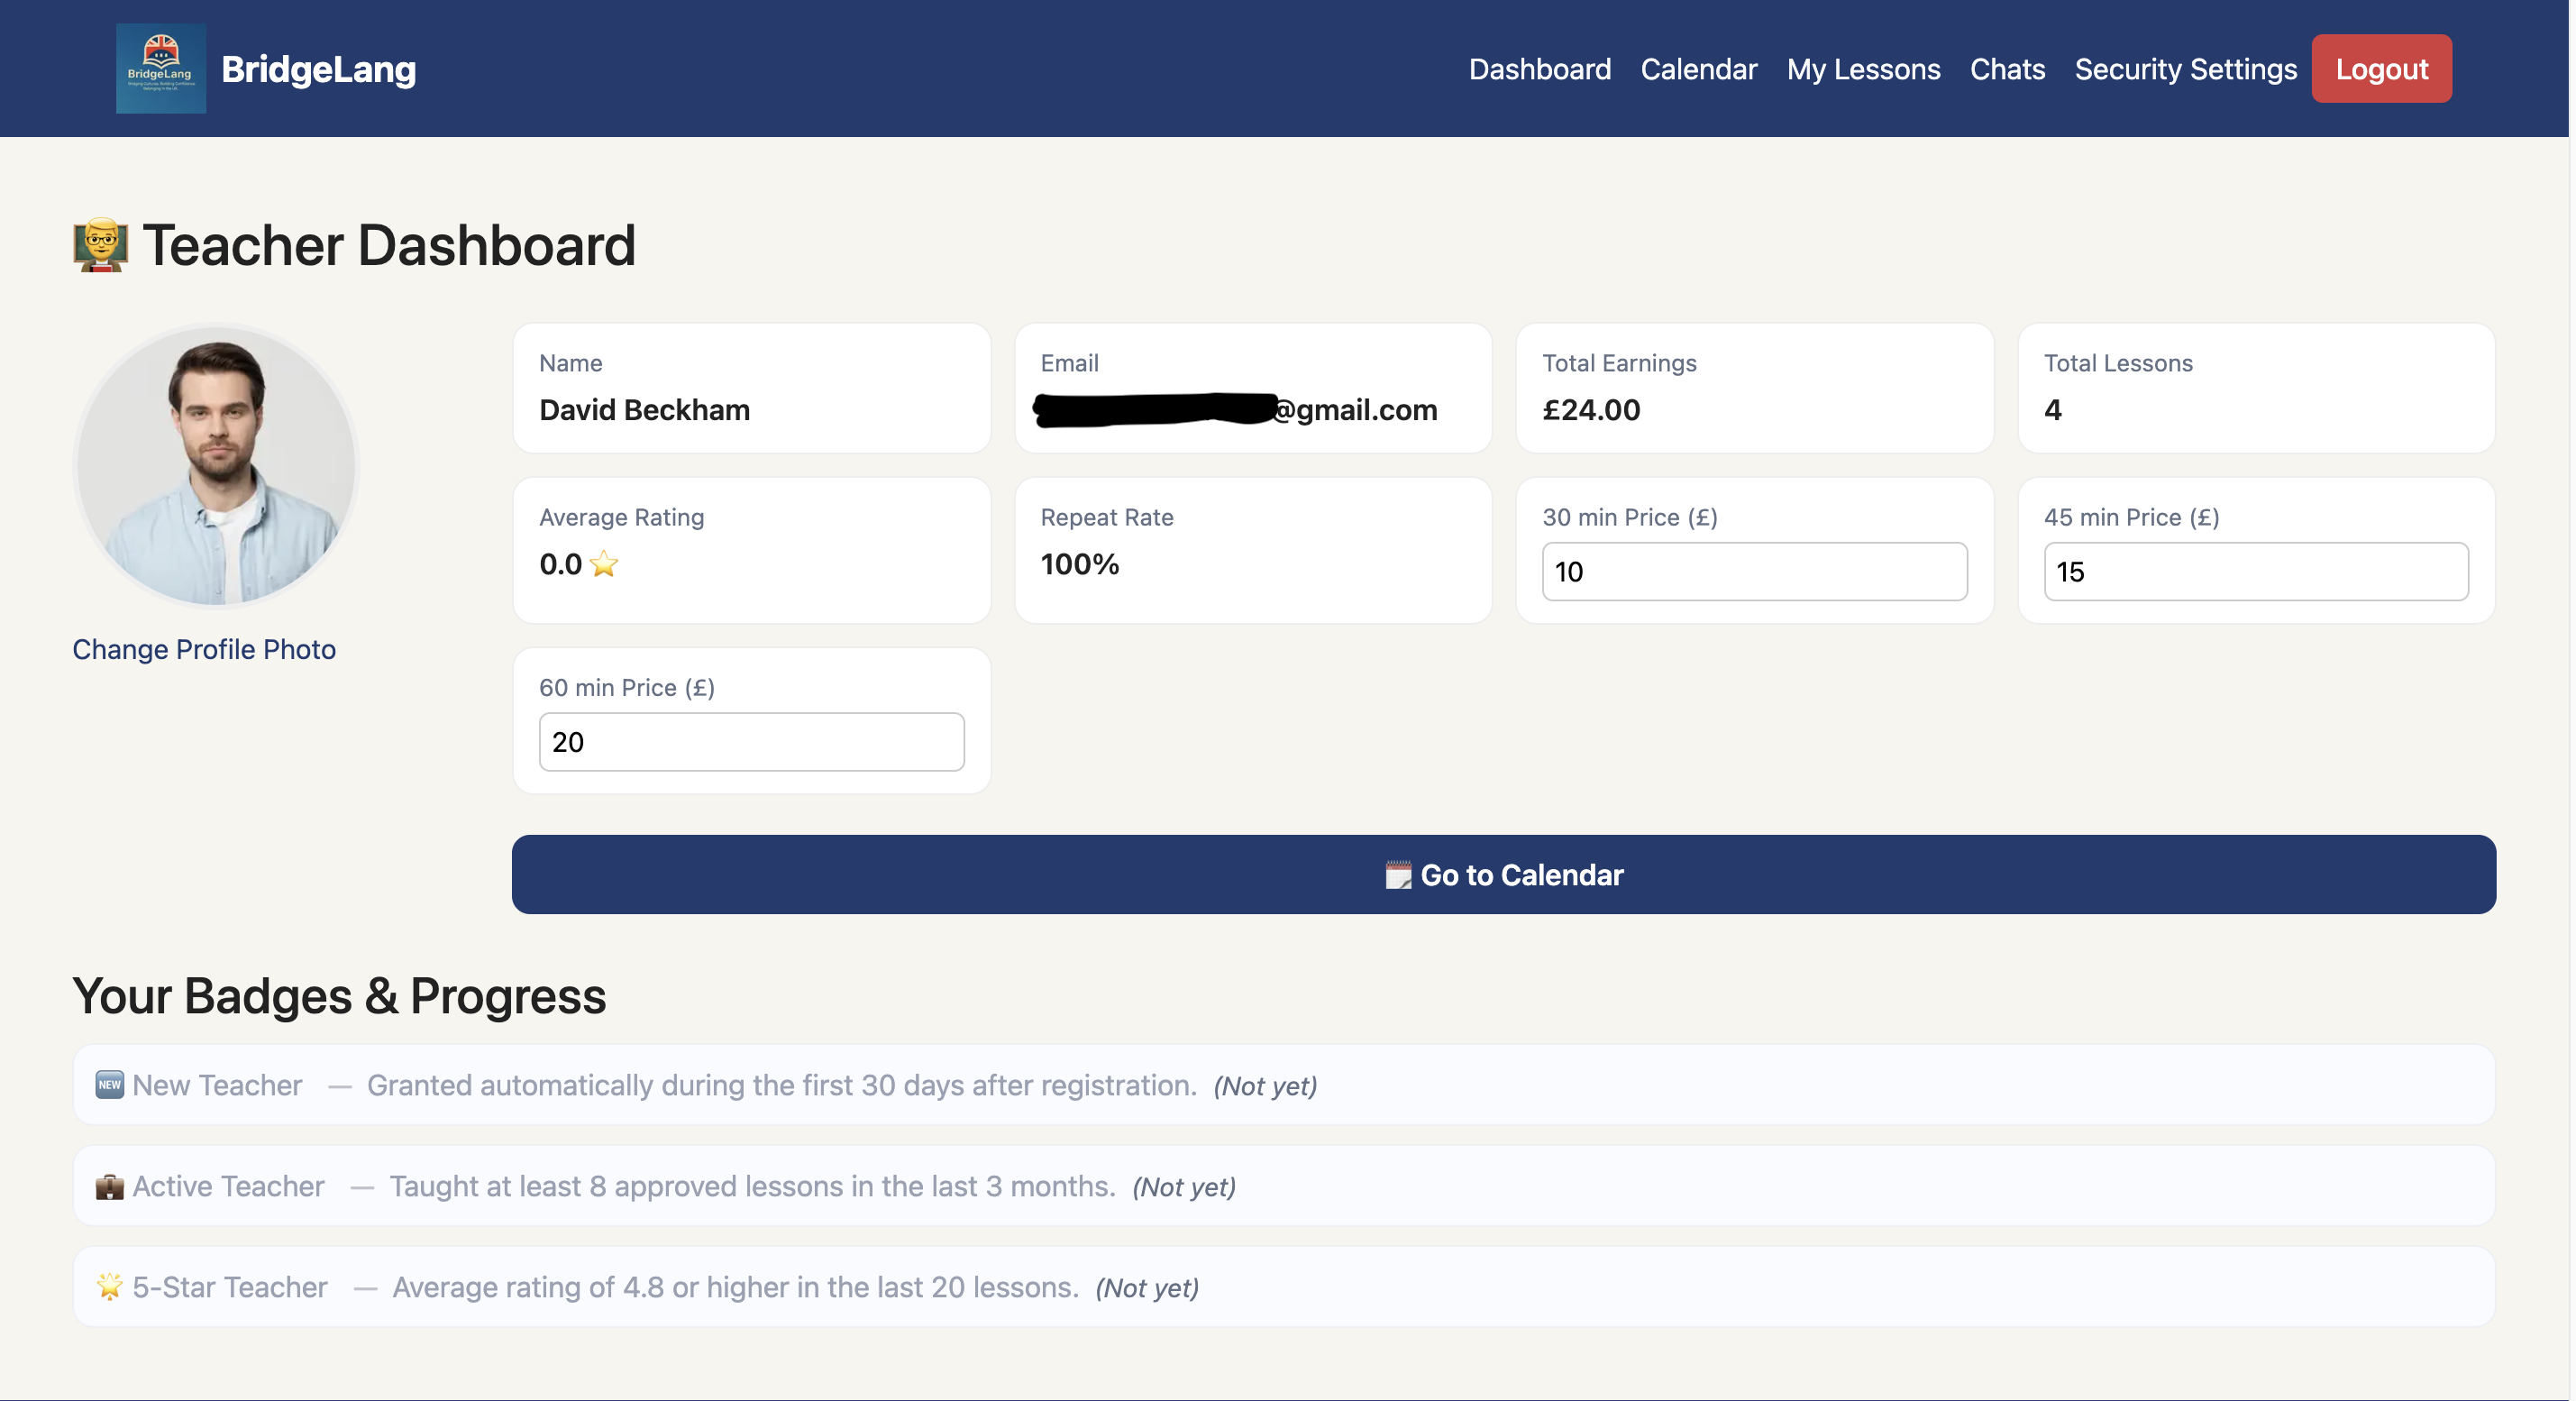 BridgeLang
BridgeLang
Dashboard Calendar My Lessons Chats Security Settings Logout
Teacher Dashboard
Name
David Beckham
Email
@gmail.com
Total Earnings
£24.00
Total Lessons
4
Average Rating
0.0
Repeat Rate
100%
30 min Price (£)
10
45 min Price (£)
15
Change Profile Photo
60 min Price (£)
20
Go to Calendar
Your Badges & Progress
NEW New Teacher — Granted automatically during the first 30 days after registration. (Not yet)
Active Teacher — Taught at least 8 approved lessons in the last 3 months. (Not yet)
5-Star Teacher — Average rating of 4.8 or higher in the last 20 lessons. (Not yet)